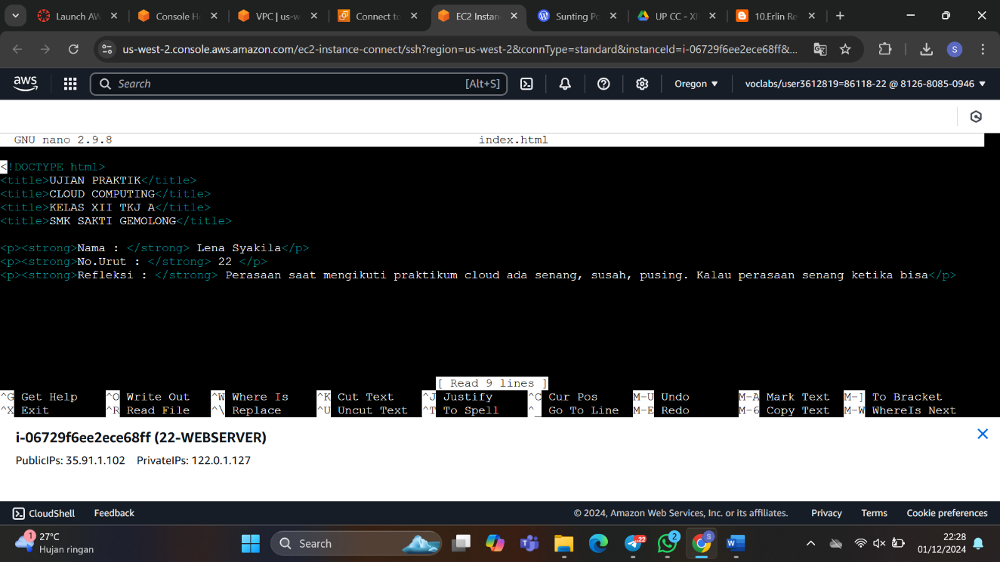 Launch AW
Console H
VPC | us-w
Connect to
EC2 Instan
Sunting Po
UP CC - XI
10.Erlin Re
us-west-2.console.aws.amazon.com/ec2-instance-connect/ssh?region=us-west-2&connType=standard&instanceId=i-06729f6ee2ece68ff&...
S
aws
Search
[Alt+S]
Oregon
voclabs/user3612819=86118-22 @ 8126-8085-0946
GNU nano 2.9.8 index.html
<!DOCTYPE html>
<title>UJIAN PRAKTIK</title>
<title>CLOUD COMPUTING</title>
<title>KELAS XII TKJ A</title>
<title>SMK SAKTI GEMOLONG</title>
<p><strong>Nama : </strong> Lena Syakila</p>
<p><strong>No.Urut : </strong> 22 </p>
<p><strong>Refleksi : </strong> Perasaan saat mengikuti praktikum cloud ada senang, susah, pusing. Kalau perasaan senang ketika bisa</p>
[ Read 9 lines ]
^G Get Help ^O Write Out ^W Where Is ^K Cut Text ^J Justify ^C Cur Pos M-U Undo M-A Mark Text M-] To Bracket
^X Exit ^R Read File ^\ Replace ^U Uncut Text ^T To Spell ^_ Go To Line M-E Redo M-6 Copy Text M-W WhereIs Next
i-06729f6ee2ece68ff (22-WEBSERVER)
PublicIPs: 35.91.1.102 PrivateIPs: 122.0.1.127
CloudShell Feedback © 2024, Amazon Web Services, Inc. or its affiliates. Privacy Terms Cookie preferences
1
27°C
Hujan ringan
Search
22
2
S
22:28
01/12/2024